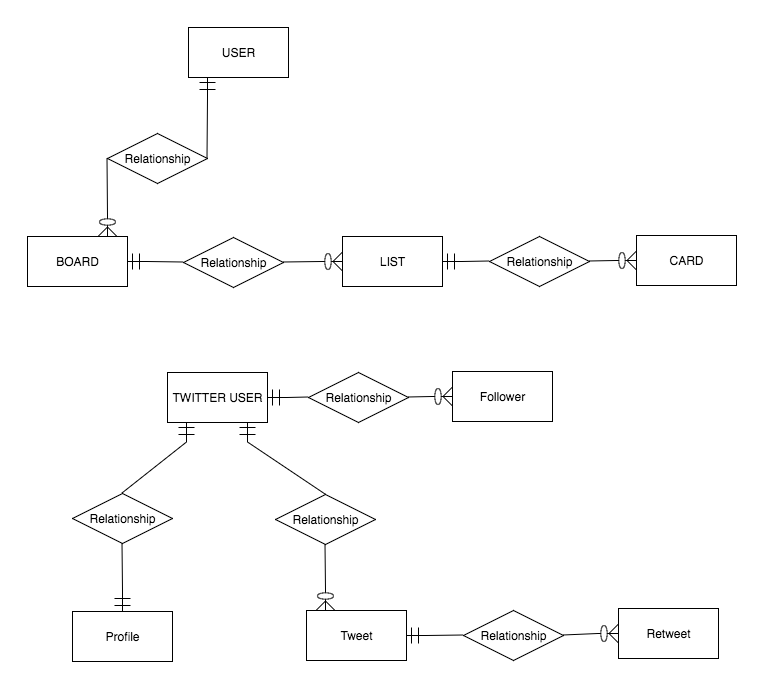 USER
Relationship
BOARD
Relationship
LIST
Relationship
CARD
TWITTER USER
Relationship
Follower
Relationship
Relationship
Profile
Tweet
Relationship
Retweet